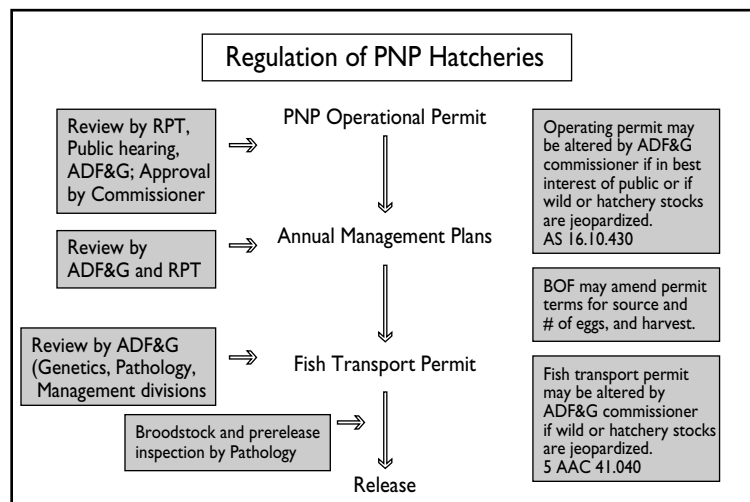 Regulation of PNP Hatcheries
Review by RPT,
Public hearing,
ADF&G; Approval
by Commissioner
PNP Operational Permit
Operating permit may
be altered by ADF&G
commissioner if in best
interest of public or if
wild or hatchery stocks
are jeopardized.
AS 16.10.430
Review by
ADF&G and RPT
Annual Management Plans
BOF may amend permit
terms for source and
# of eggs, and harvest.
Review by ADF&G
(Genetics, Pathology,
Management divisions
Fish Transport Permit
Fish transport permit
may be altered by
ADF&G commissioner
if wild or hatchery stocks
are jeopardized.
5 AAC 41.040
Broodstock and prerelease
inspection by Pathology
Release